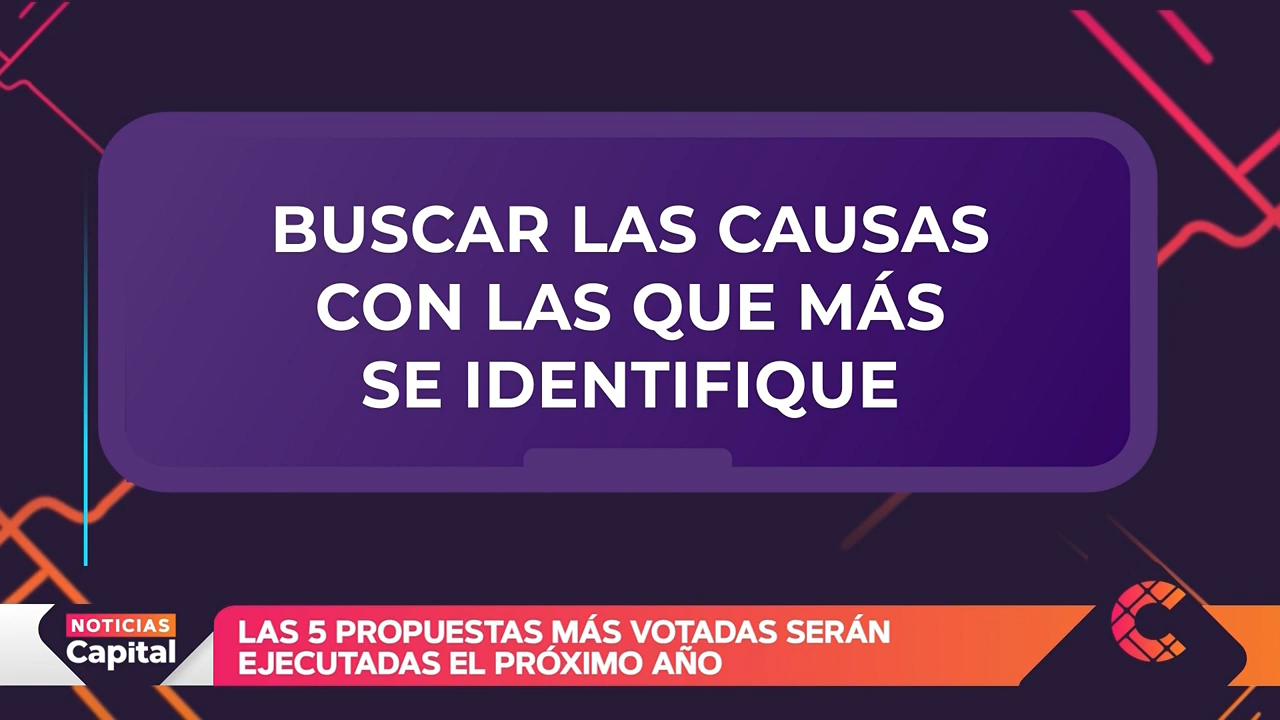 BUSCAR LAS CAUSAS
CON LAS QUE MÁS
SE IDENTIFIQUE
NOTICIAS
Capital
LAS 5 PROPUESTAS MÁS VOTADAS SERÁN
EJECUTADAS EL PRÓXIMO AÑO